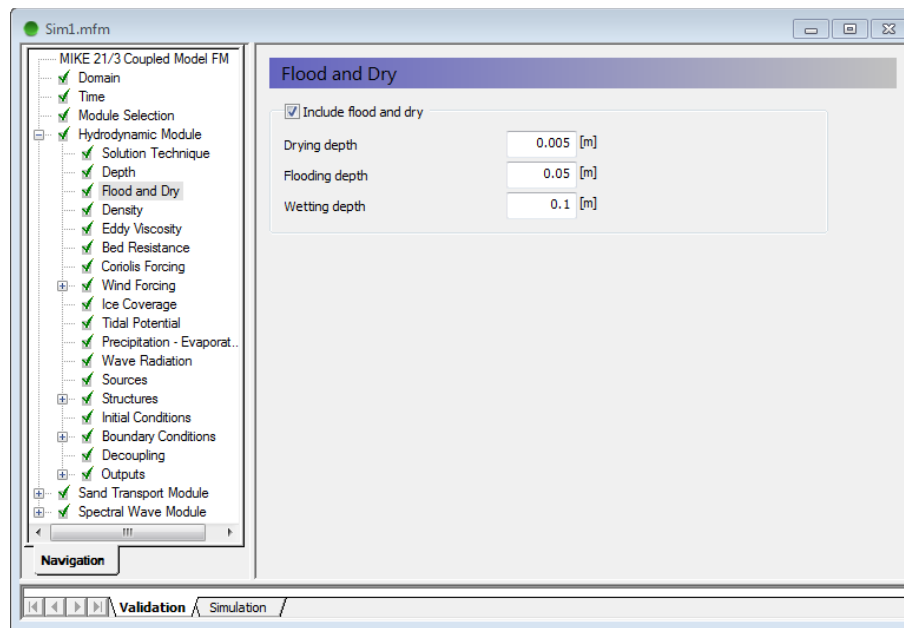 Sim1.mfm
MIKE 21/3 Coupled Model FM
Domain
Time
Module Selection
Hydrodynamic Module
Solution Technique
Depth
Flood and Dry
Density
Eddy Viscosity
Bed Resistance
Coriolis Forcing
Wind Forcing
Ice Coverage
Tidal Potential
Precipitation - Evaporat..
Wave Radiation
Sources
Structures
Initial Conditions
Boundary Conditions
Decoupling
Outputs
Sand Transport Module
Spectral Wave Module
Navigation
Flood and Dry
Include flood and dry
Drying depth 0.005 [m]
Flooding depth 0.05 [m]
Wetting depth 0.1 [m]
Validation Simulation